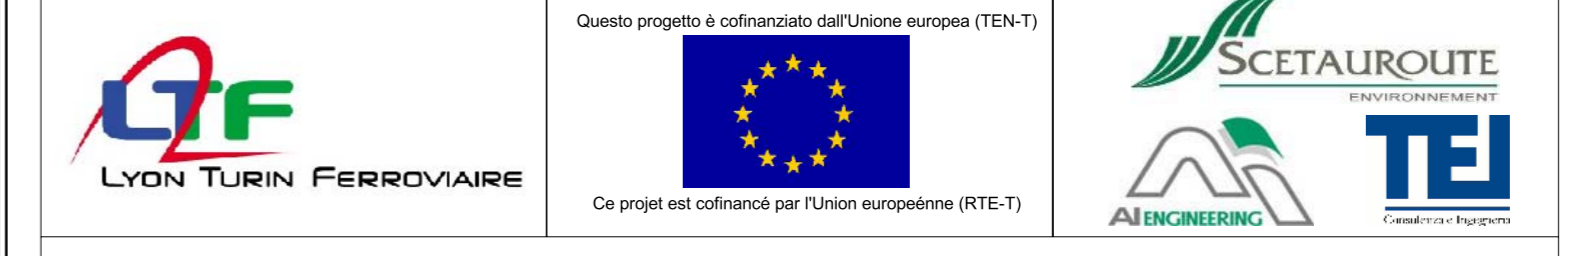 LTF
LYON TURIN FERROVIAIRE
Questo progetto è cofinanziato dall'Unione europea (TEN-T)
Ce projet est cofinancé par l'Union europeénne (RTE-T)
SCETAUROUTE
ENVIRONNEMENT
AI ENGINEERING
TEI
Consulenza e Ingegneria